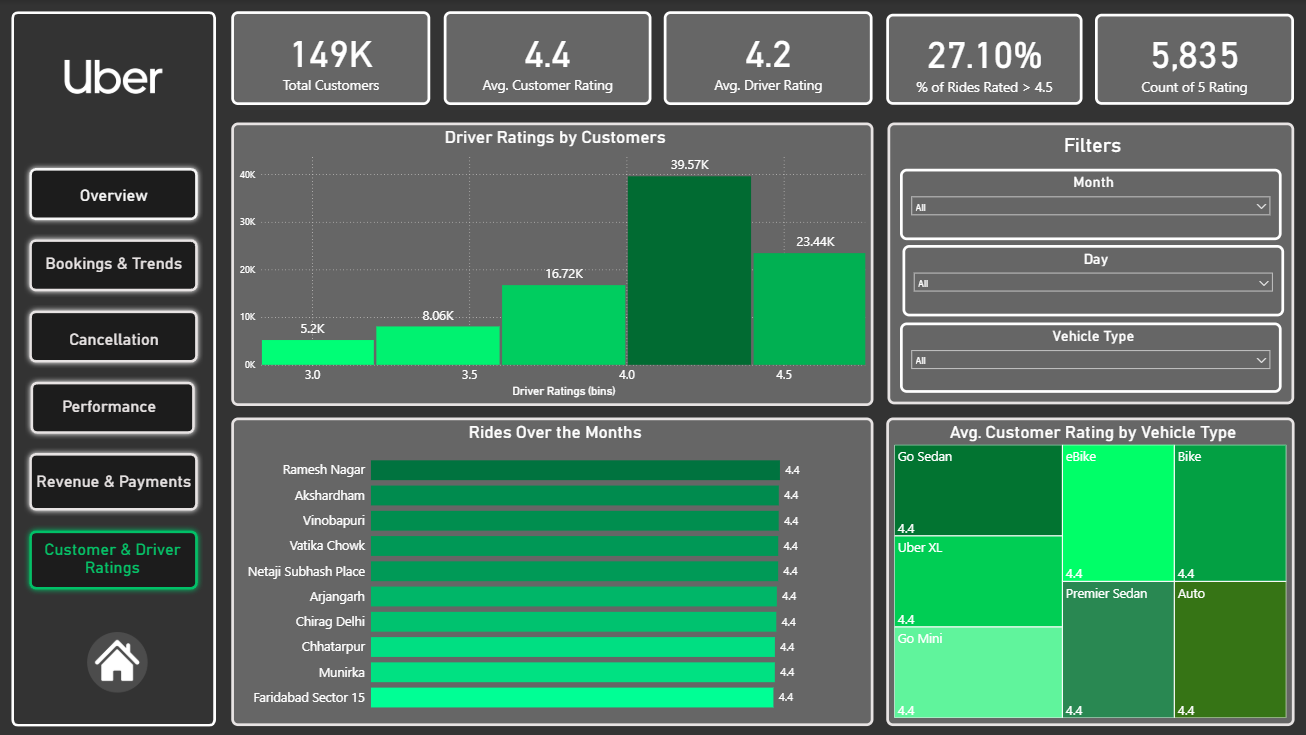 Uber
Overview
Bookings & Trends
Cancellation
Performance
Revenue & Payments
Customer & Driver
Ratings
149K
Total Customers
4.4
Avg. Customer Rating
4.2
Avg. Driver Rating
27.10%
% of Rides Rated > 4.5
5,835
Count of 5 Rating
Driver Ratings by Customers
40K
30K
20K
10K
0K
5.2K
8.06K
16.72K
39.57K
23.44K
3.0
3.5
4.0
4.5
Driver Ratings (bins)
Filters
Month
All
Day
All
Vehicle Type
All
Rides Over the Months
Ramesh Nagar 4.4
Akshardham 4.4
Vinobapuri 4.4
Vatika Chowk 4.4
Netaji Subhash Place 4.4
Arjangarh 4.4
Chirag Delhi 4.4
Chhatarpur 4.4
Munirka 4.4
Faridabad Sector 15 4.4
Avg. Customer Rating by Vehicle Type
Go Sedan
4.4
Uber XL
4.4
Go Mini
4.4
eBike
4.4
Bike
4.4
Premier Sedan
4.4
Auto
4.4